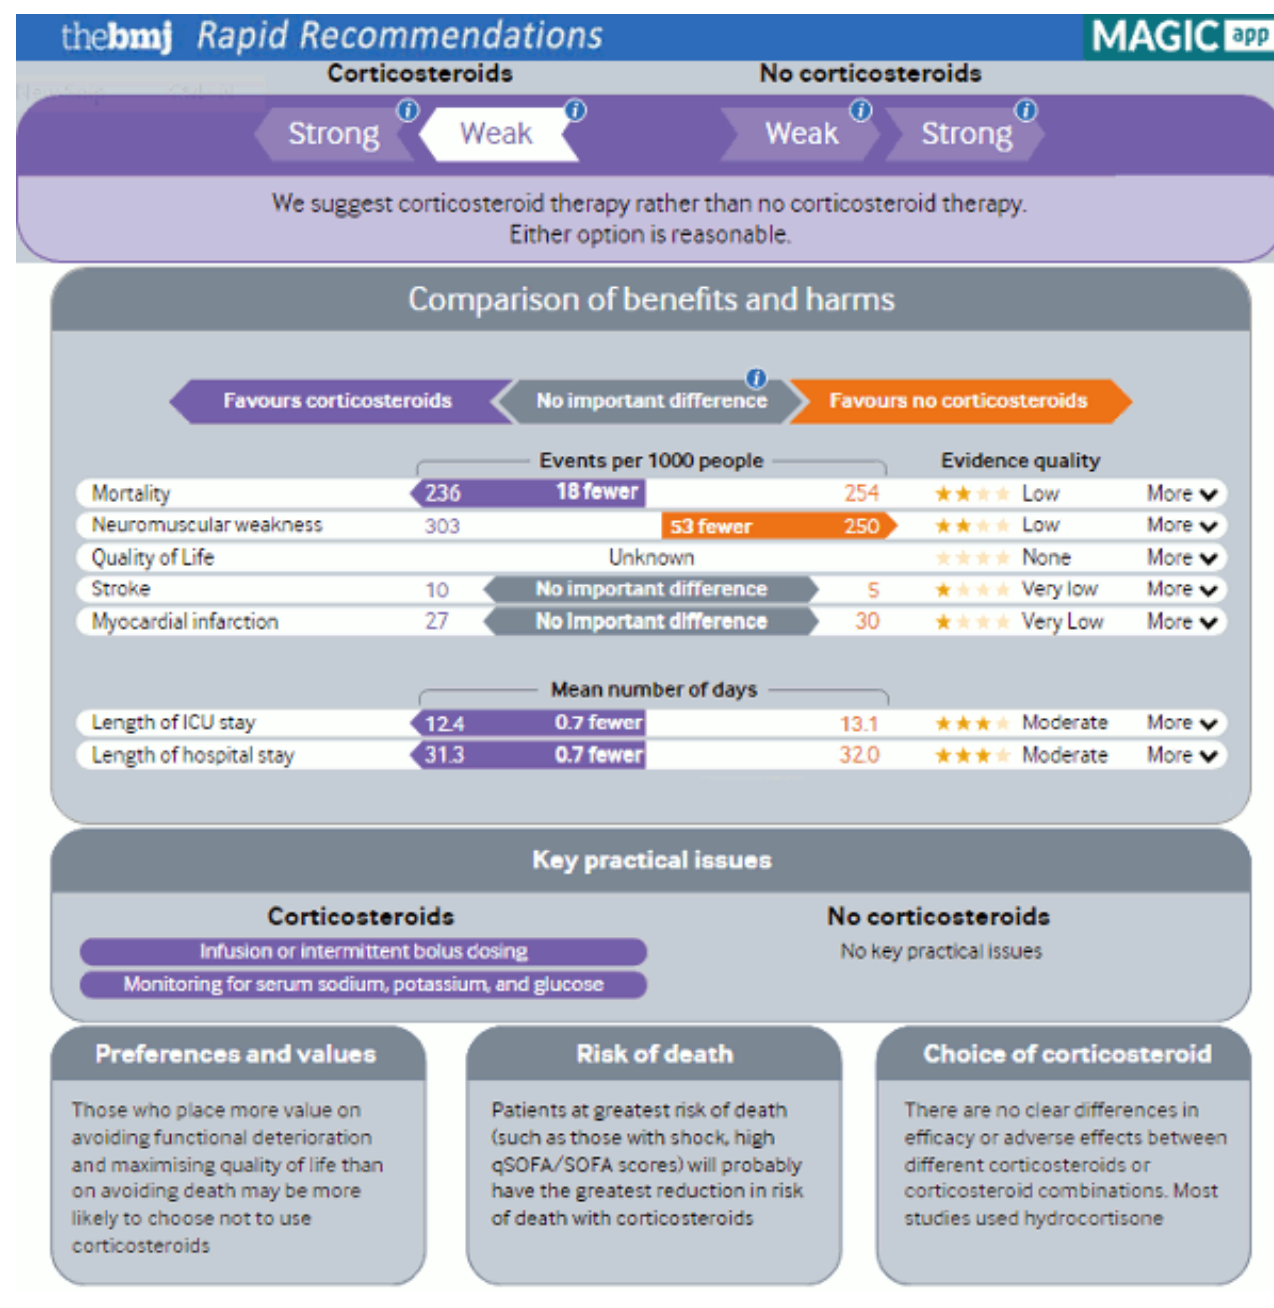 thebmj Rapid Recommendations
MAGIC app
Corticosteroids
No corticosteroids
Strong
Weak
Weak
Strong
We suggest corticosteroid therapy rather than no corticosteroid therapy.
Either option is reasonable.
Comparison of benefits and harms
Favours corticosteroids
No important difference
Favours no corticosteroids
Events per 1000 people
Evidence quality
Mortality 236 18 fewer 254 Low More
Neuromuscular weakness 303 53 fewer 250 Low More
Quality of Life Unknown None More
Stroke 10 No important difference 5 Very low More
Myocardial infarction 27 No Important difference 30 Very Low More
Mean number of days
Length of ICU stay 12.4 0.7 fewer 13.1 Moderate More
Length of hospital stay 31.3 0.7 fewer 32.0 Moderate More
Key practical issues
Corticosteroids
Infusion or intermittent bolus dosing
Monitoring for serum sodium, potassium, and glucose
No corticosteroids
No key practical issues
Preferences and values
Those who place more value on
avoiding functional deterioration
and maximising quality of life than
on avoiding death may be more
likely to choose not to use
corticosteroids
Risk of death
Patients at greatest risk of death
(such as those with shock, high
qSOFA/SOFA scores) will probably
have the greatest reduction in risk
of death with corticosteroids
Choice of corticosteroid
There are no clear differences in
efficacy or adverse effects between
different corticosteroids or
corticosteroid combinations. Most
studies used hydrocortisone